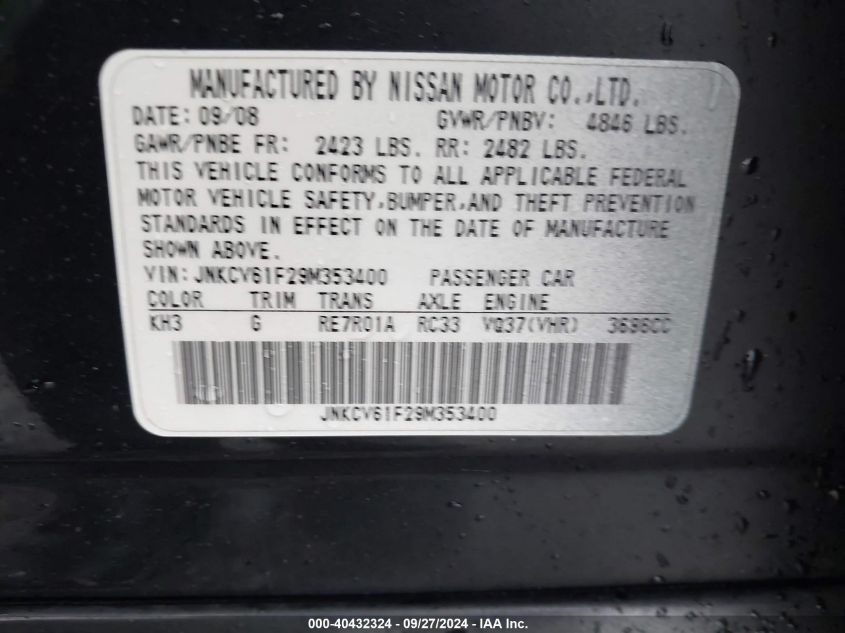 MANUFACTURED BY NISSAN MOTOR CO.,LTD.
DATE: 09/08 GVWR/PNBV: 4846 LBS.
GAWR/PNBE FR: 2423 LBS. RR: 2482 LBS.
THIS VEHICLE CONFORMS TO ALL APPLICABLE FEDERAL
MOTOR VEHICLE SAFETY,BUMPER,AND THEFT PREVENTION
STANDARDS IN EFFECT ON THE DATE OF MANUFACTURE
SHOWN ABOVE.
VIN: JNKCV61F29M353400 PASSENGER CAR
COLOR TRIM TRANS AXLE ENGINE
KH3 G RE7R01A RC33 VQ37(VHR) 3696CC
JNKCV61F29M353400
000-40432324 - 09/27/2024 - IAA Inc.